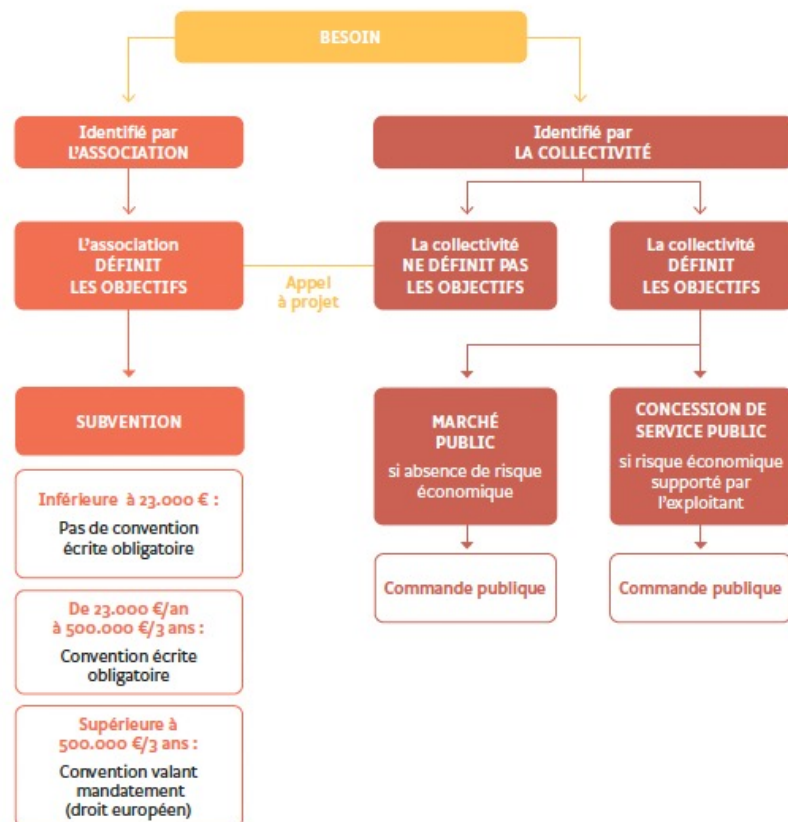 BESOIN
Identifié par
L'ASSOCIATION
Identifié par
LA COLLECTIVITÉ
L'association
DÉFINIT
LES OBJECTIFS
Appel
à projet
La collectivité
NE DÉFINIT PAS
LES OBJECTIFS
La collectivité
DÉFINIT
LES OBJECTIFS
SUBVENTION
Inférieure à 23.000 € :
Pas de convention
écrite obligatoire
De 23.000 €/an
à 500.000 €/3 ans :
Convention écrite
obligatoire
Supérieure à
500.000 €/3 ans :
Convention valant
mandatement
(droit européen)
MARCHÉ
PUBLIC
si absence de risque
économique
Commande publique
CONCESSION DE
SERVICE PUBLIC
si risque économique
supporté par
l'exploitant
Commande publique